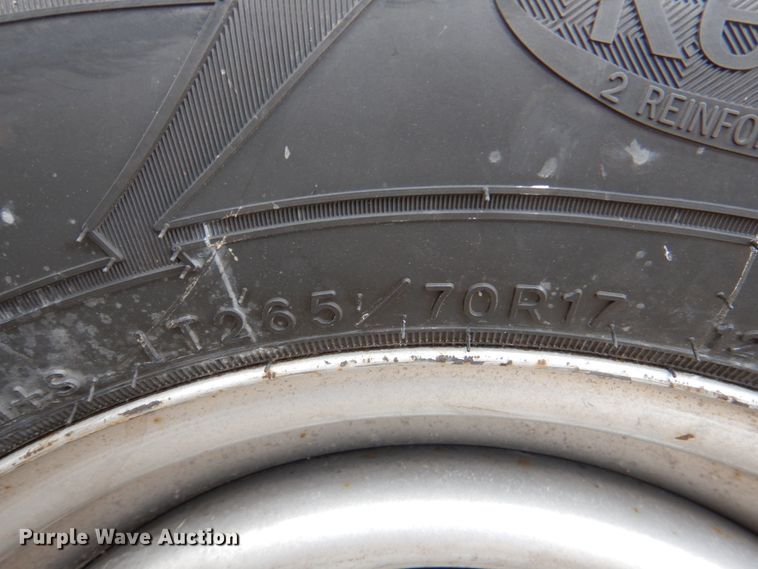 2 REINFO
LT265/70R17
Purple Wave Auction